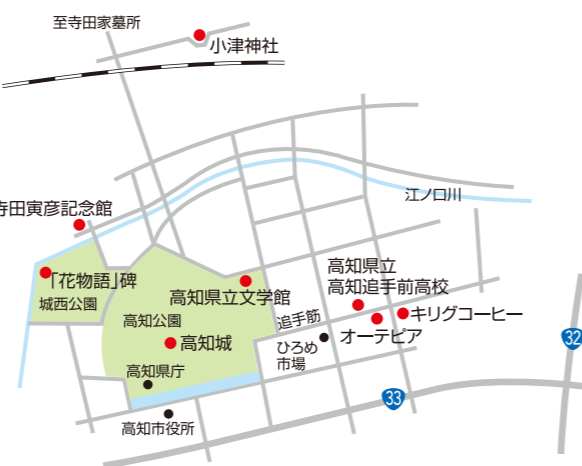 至寺田家墓所
小津神社
江ノ口川
寺田寅彦記念館
「花物語」碑
城西公園
高知県立文学館
高知公園
高知城
高知県庁
高知市役所
高知県立
高知追手前高校
キリグコーヒー
オーテピア
追手筋
ひろめ
市場
33
32